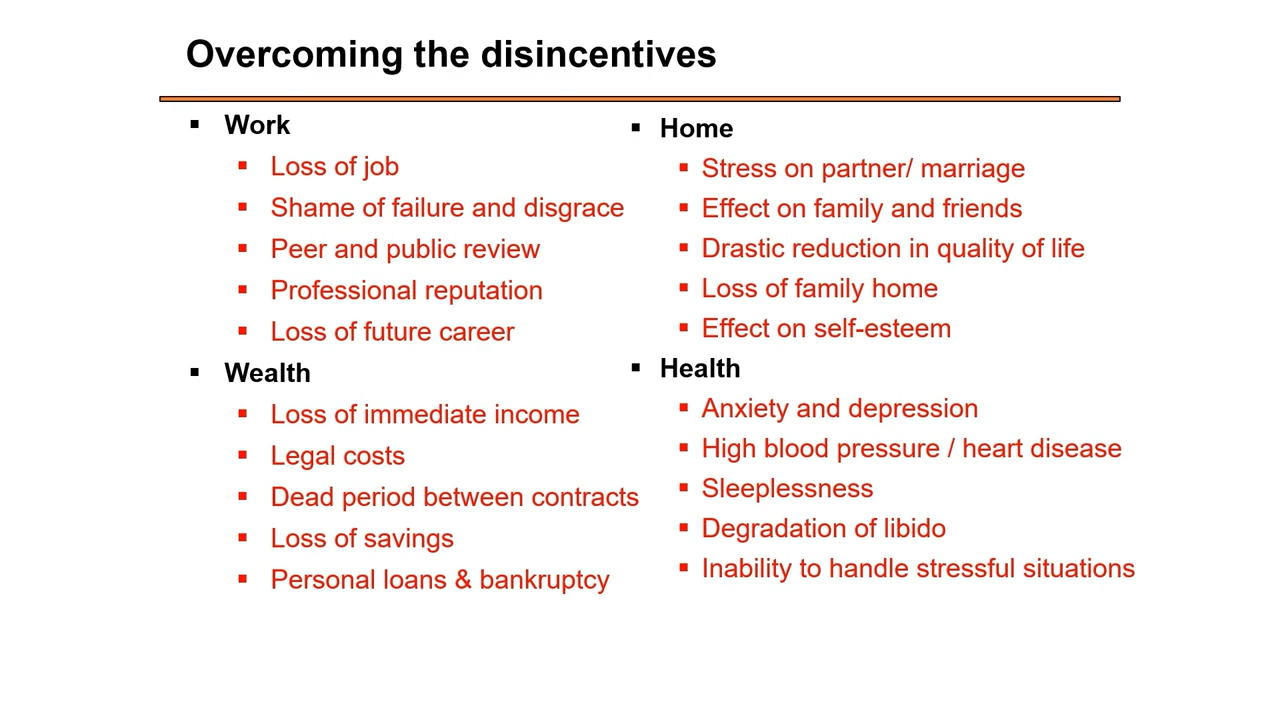 Overcoming the disincentives
▪ Work
▪ Loss of job
▪ Shame of failure and disgrace
▪ Peer and public review
▪ Professional reputation
▪ Loss of future career
▪ Wealth
▪ Loss of immediate income
▪ Legal costs
▪ Dead period between contracts
▪ Loss of savings
▪ Personal loans & bankruptcy
▪ Home
▪ Stress on partner/ marriage
▪ Effect on family and friends
▪ Drastic reduction in quality of life
▪ Loss of family home
▪ Effect on self-esteem
▪ Health
▪ Anxiety and depression
▪ High blood pressure / heart disease
▪ Sleeplessness
▪ Degradation of libido
▪ Inability to handle stressful situations